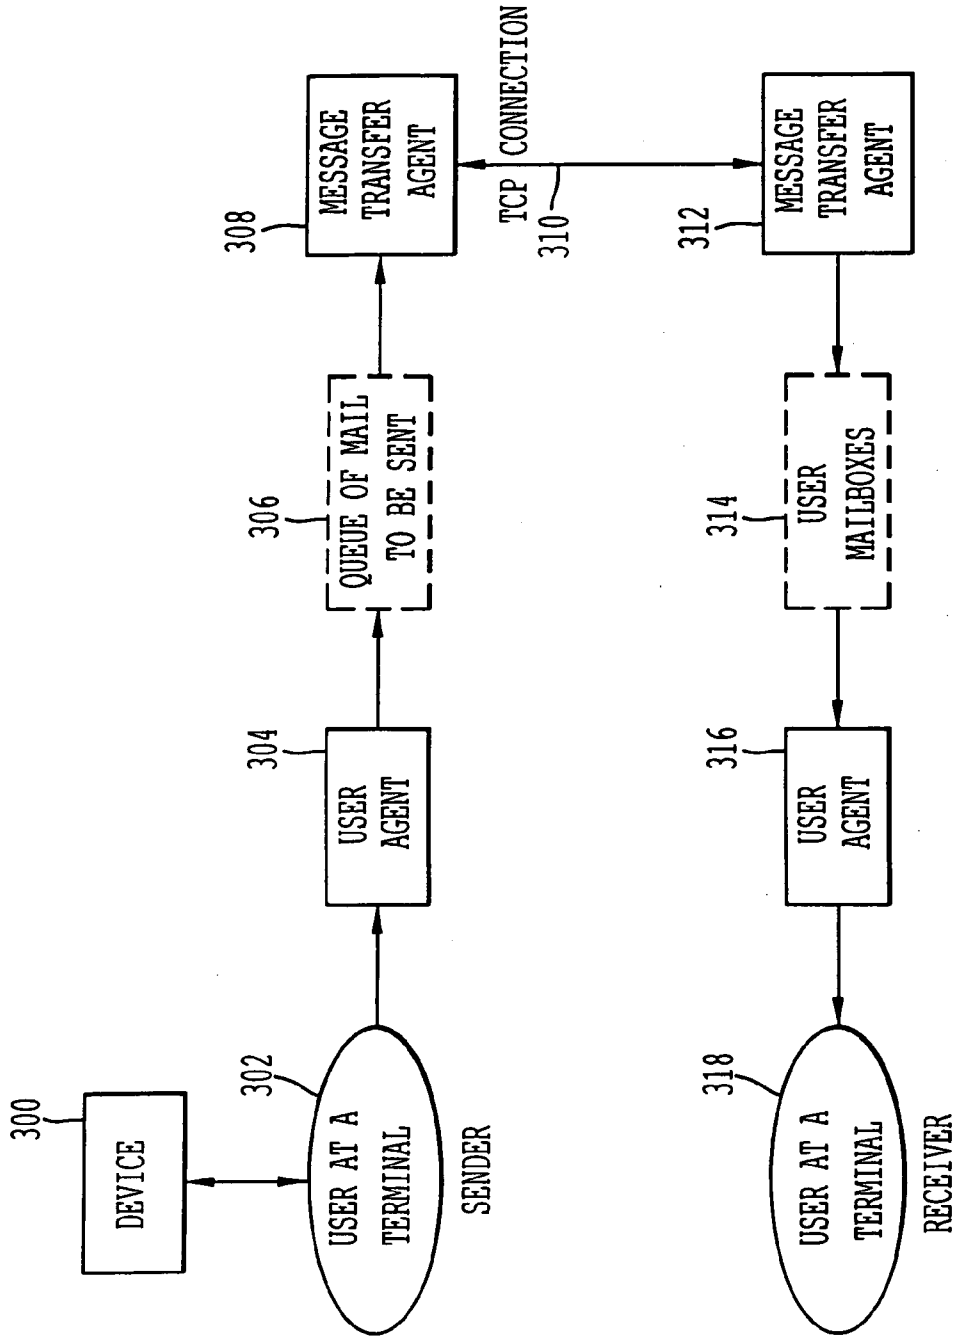 300
DEVICE
302
USER AT A
TERMINAL
SENDER
304
USER
AGENT
306
QUEUE OF MAIL
TO BE SENT
308
MESSAGE
TRANSFER
AGENT
TCP CONNECTION
310
312
MESSAGE
TRANSFER
AGENT
314
USER
MAILBOXES
316
USER
AGENT
318
USER AT A
TERMINAL
RECEIVER